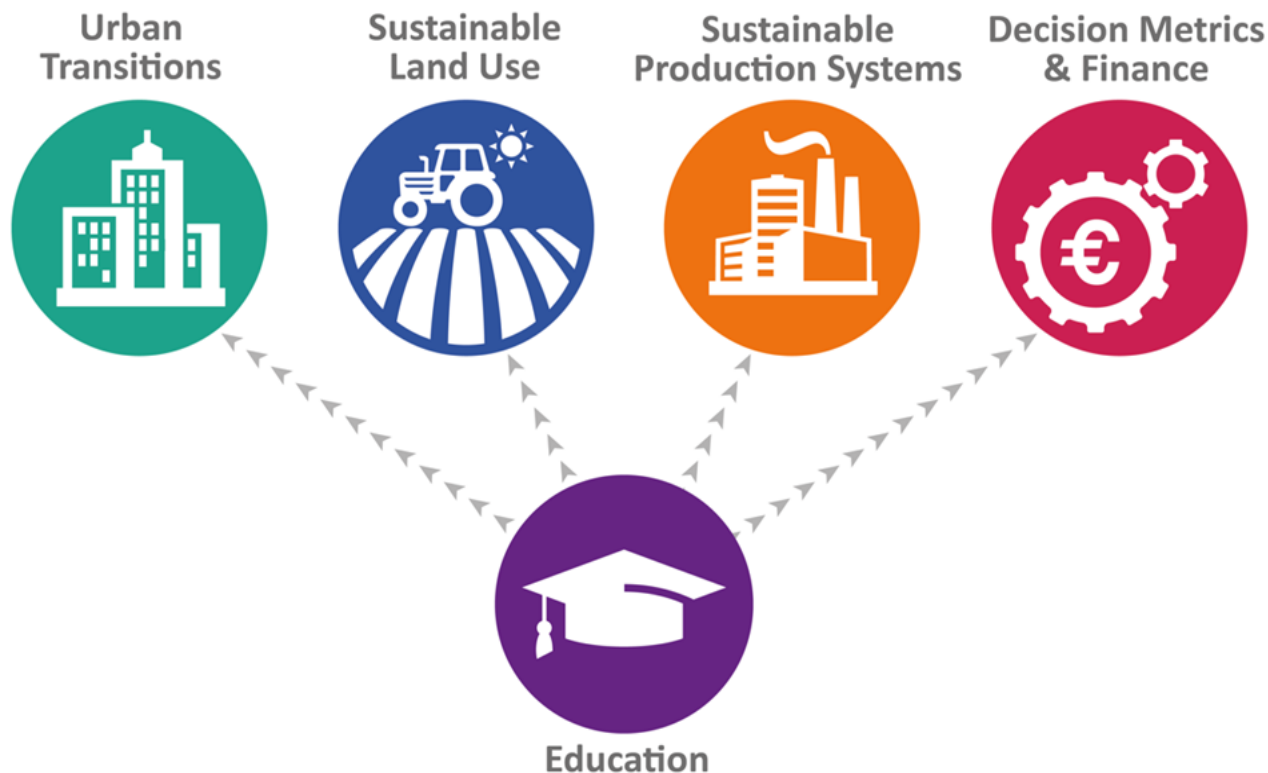 Urban
Transitions
Sustainable
Land Use
Sustainable
Production Systems
Decision Metrics
& Finance
€
Education